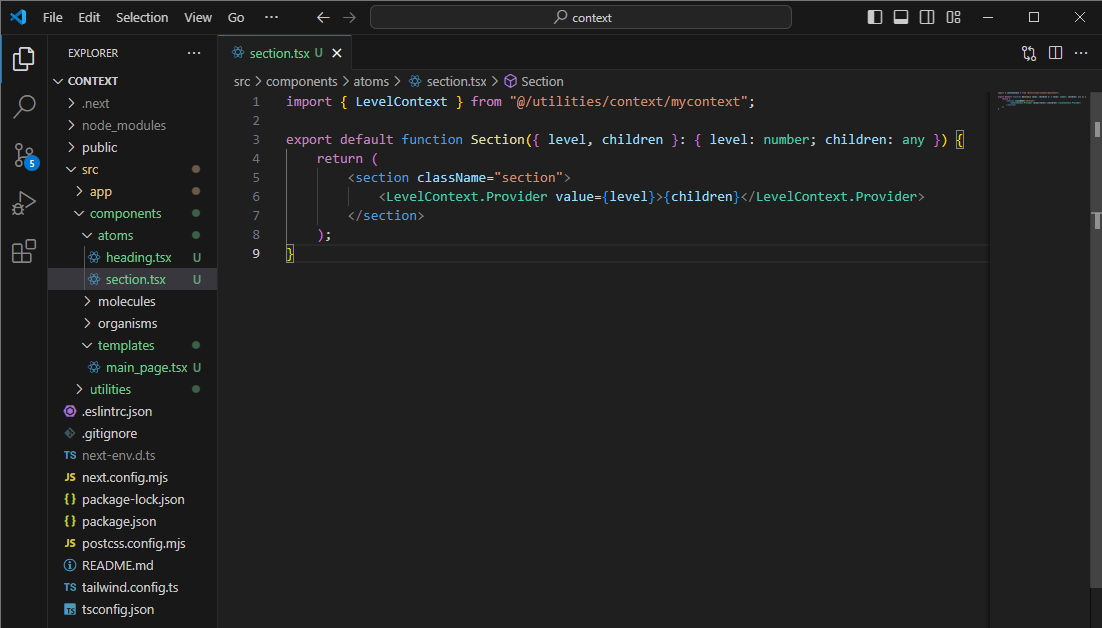 File Edit Selection View Go ··· context
EXPLORER ···
section.tsx U
CONTEXT
.next
node_modules
public
src
app
components
atoms
heading.tsx U
section.tsx U
molecules
organisms
templates
main_page.tsx U
utilities
.eslintrc.json
.gitignore
TS next-env.d.ts
JS next.config.mjs
{} package-lock.json
{} package.json
JS postcss.config.mjs
README.md
TS tailwind.config.ts
TS tsconfig.json
5
src > components > atoms > section.tsx > Section
1 import { LevelContext } from "@/utilities/context/mycontext";
2
3 export default function Section({ level, children }: { level: number; children: any }) {
4 return (
5 <section className="section">
6 <LevelContext.Provider value={level}>{children}</LevelContext.Provider>
7 </section>
8 );
9 }